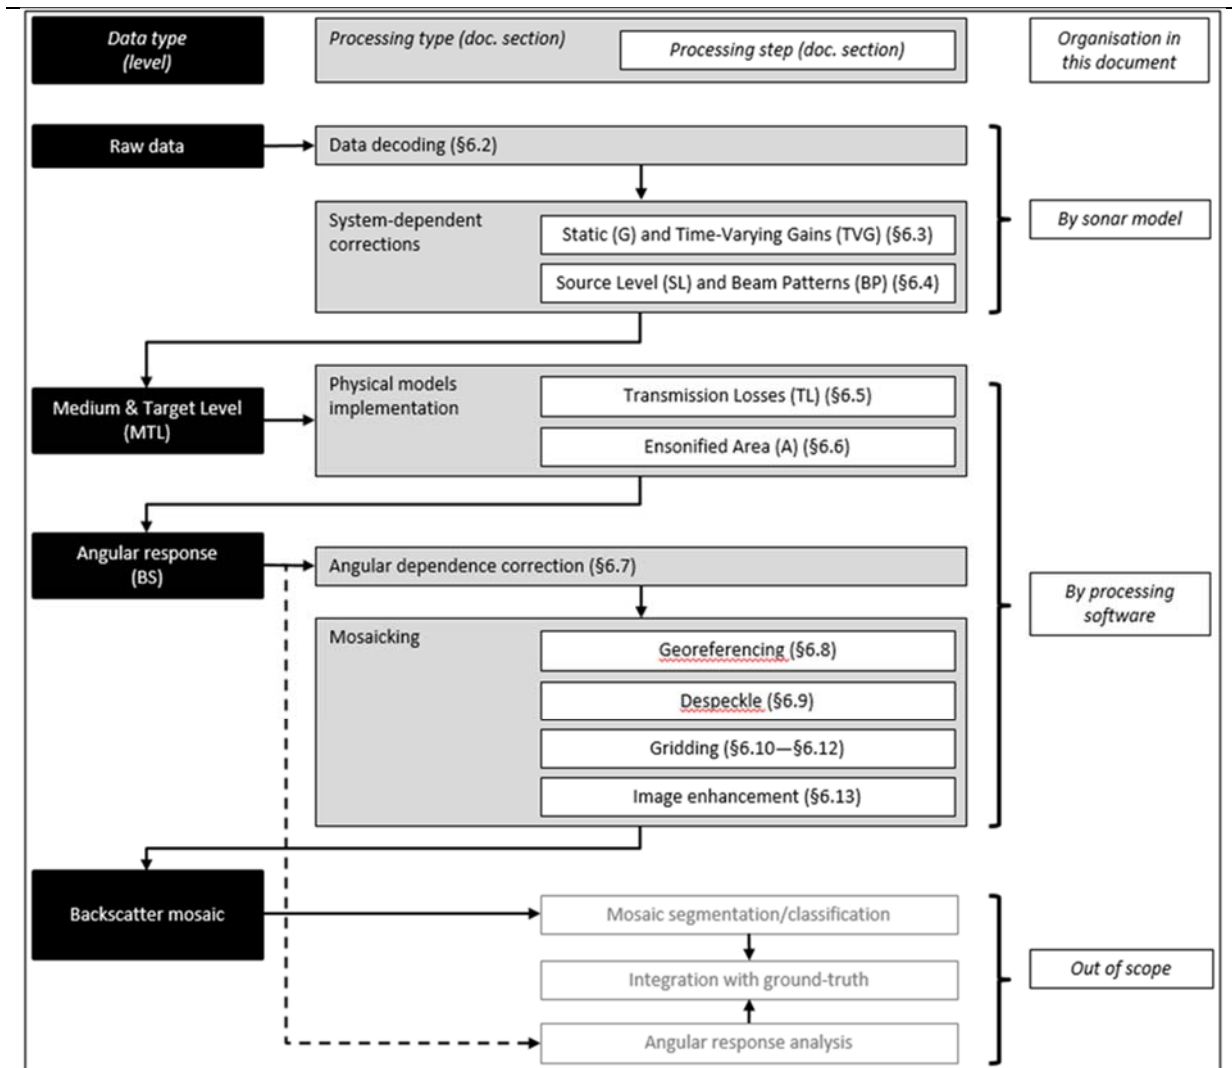 Data type
(level)
Processing type (doc. section)
Processing step (doc. section)
Organisation in
this document
Raw data
Data decoding (§6.2)
System-dependent
corrections
Static (G) and Time-Varying Gains (TVG) (§6.3)
Source Level (SL) and Beam Patterns (BP) (§6.4)
By sonar model
Medium & Target Level
(MTL)
Physical models
implementation
Transmission Losses (TL) (§6.5)
Ensonified Area (A) (§6.6)
Angular response
(BS)
Angular dependence correction (§6.7)
Mosaicking
Georeferencing (§6.8)
Despeckle (§6.9)
Gridding (§6.10—§6.12)
Image enhancement (§6.13)
By processing
software
Backscatter mosaic
Mosaic segmentation/classification
Integration with ground-truth
Angular response analysis
Out of scope